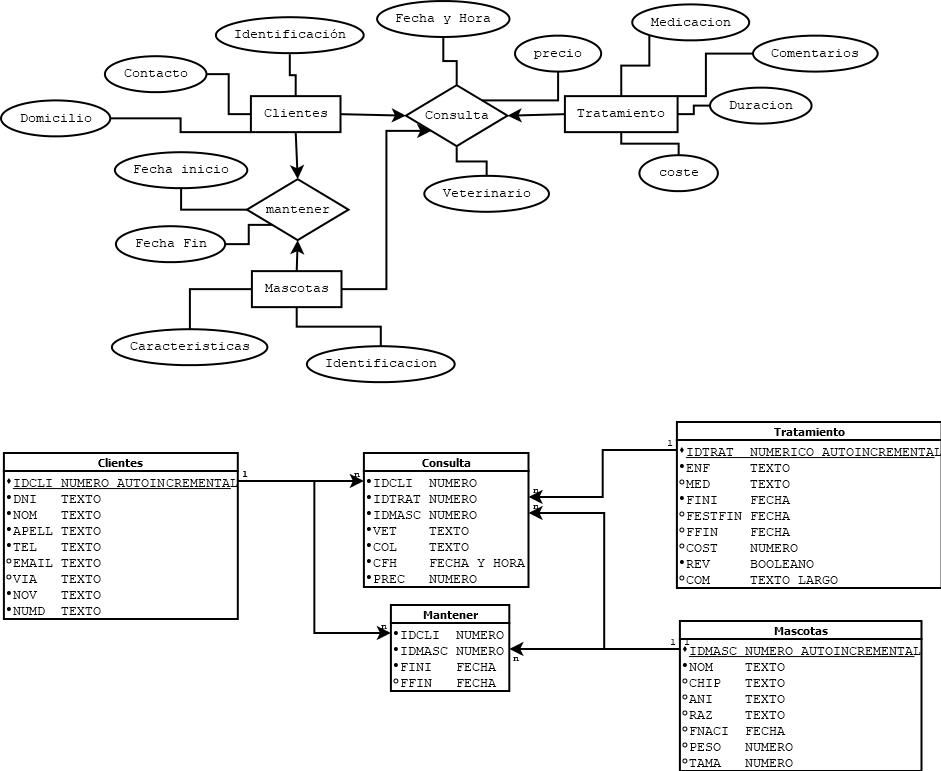 Fecha y Hora
Medicacion
Identificación
precio
Comentarios
Contacto
Duracion
Clientes
Consulta
Tratamiento
Domicilio
Fecha inicio
coste
Veterinario
mantener
Fecha Fin
Mascotas
Caracteristicas
Identificacion
Clientes
IDCLI NUMERO AUTOINCREMENTAL
DNI TEXTO
NOM TEXTO
APELL TEXTO
TEL TEXTO
EMAIL TEXTO
VIA TEXTO
NOV TEXTO
NUMD TEXTO
1
n
n
Consulta
IDCLI NUMERO
IDTRAT NUMERO
IDMASC NUMERO
VET TEXTO
COL TEXTO
CFH FECHA Y HORA
PREC NUMERO
n
n
1
Tratamiento
IDTRAT NUMERICO AUTOINCREMENTAL
ENF TEXTO
MED TEXTO
FINI FECHA
FESTFIN FECHA
FFIN FECHA
COST NUMERO
REV BOOLEANO
COM TEXTO LARGO
Mantener
IDCLI NUMERO
IDMASC NUMERO
FINI FECHA
FFIN FECHA
n
1
1
Mascotas
IDMASC NUMERO AUTOINCREMENTAL
NOM TEXTO
CHIP TEXTO
ANI TEXTO
RAZ TEXTO
FNACI FECHA
PESO NUMERO
TAMA NUMERO